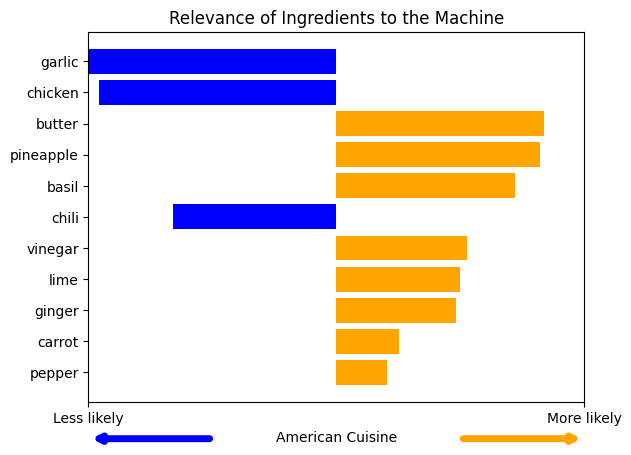 Relevance of Ingredients to the Machine
garlic
chicken
butter
pineapple
basil
chili
vinegar
lime
ginger
carrot
pepper
Less likely More likely
American Cuisine